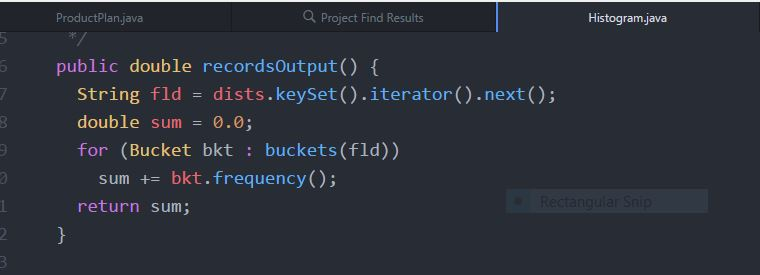 ProductPlan.java Project Find Results Histogram.java
5 */
6 public double recordsOutput() {
7 String fld = dists.keySet().iterator().next();
8 double sum = 0.0;
9 for (Bucket bkt : buckets(fld))
0 sum += bkt.frequency();
1 return sum;
2 }
3
Rectangular Snip